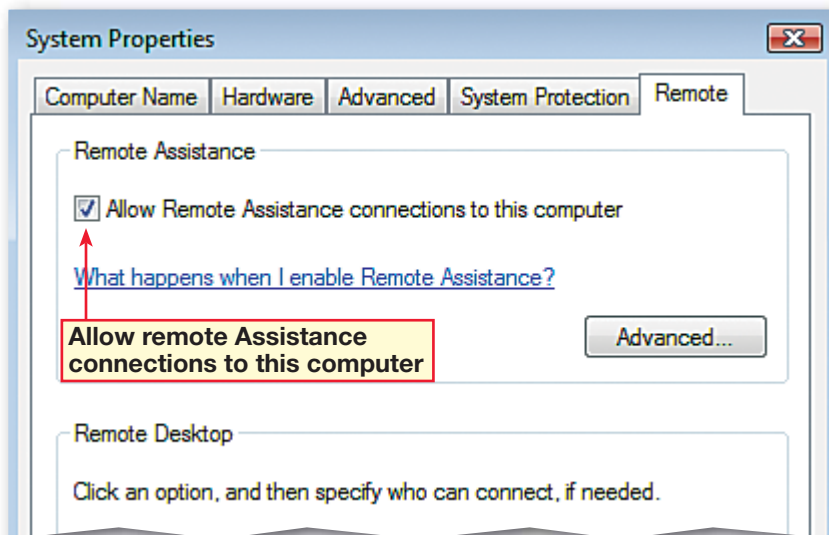 System Properties
Computer Name Hardware Advanced System Protection Remote
Remote Assistance
Allow Remote Assistance connections to this computer
What happens when I enable Remote Assistance?
Allow remote Assistance
connections to this computer
Advanced...
Remote Desktop
Click an option, and then specify who can connect, if needed.